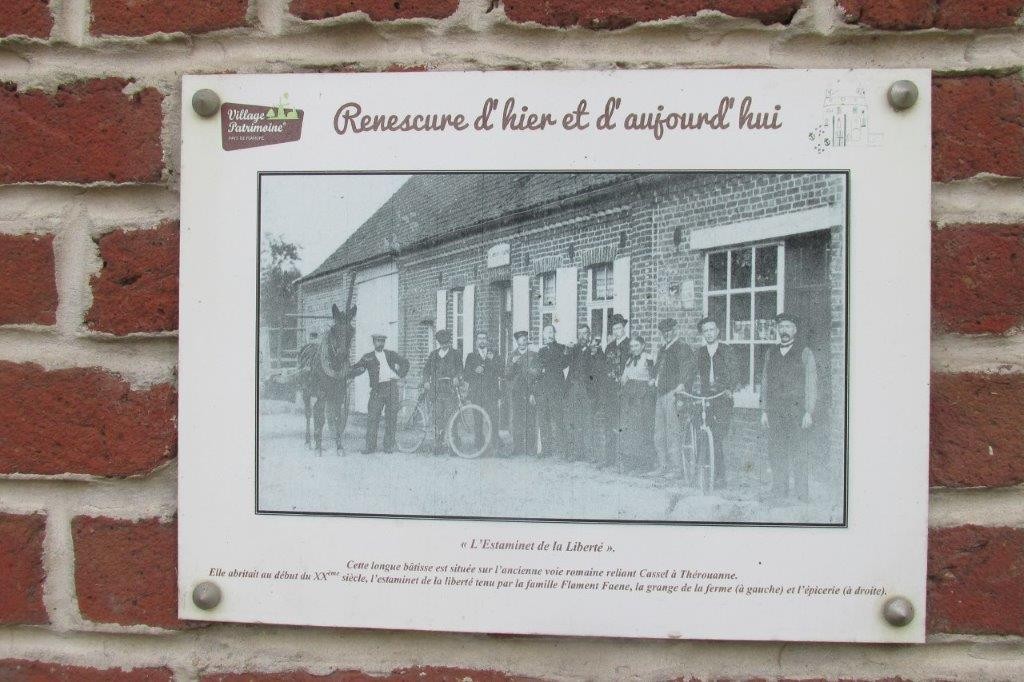 Village
Patrimoine
Renescure d'hier et d'aujourd'hui
« L'Estaminet de la Liberté ».
Cette longue bâtisse est située sur l'ancienne voie romaine reliant Cassel à Thérouanne.
Elle abritait au début du XXème siècle, l'estaminet de la liberté tenu par la famille Flament Faene, la grange de la ferme (à gauche) et l'épicerie (à droite).